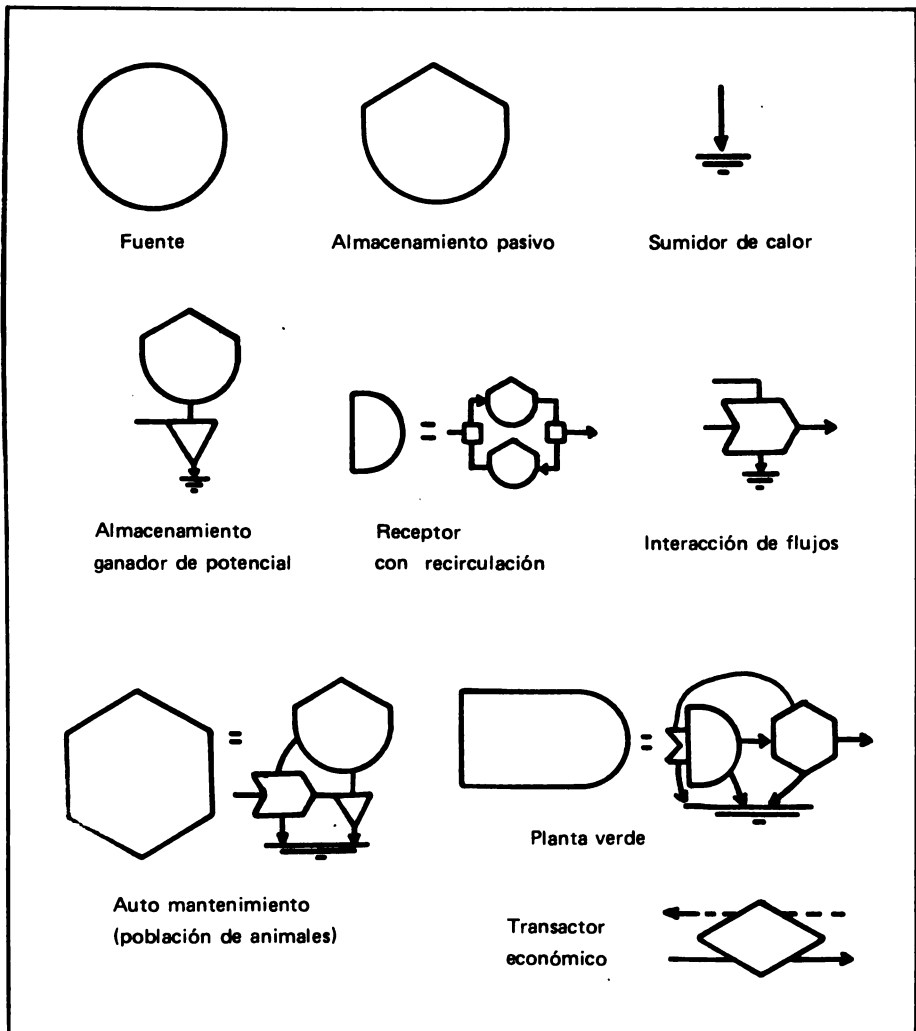 Fuente
Almacenamiento pasivo
Sumidor de calor
Almacenamiento
ganador de potencial
Receptor
con recirculación
Interacción de flujos
Auto mantenimiento
(población de animales)
Planta verde
Transactor
económico